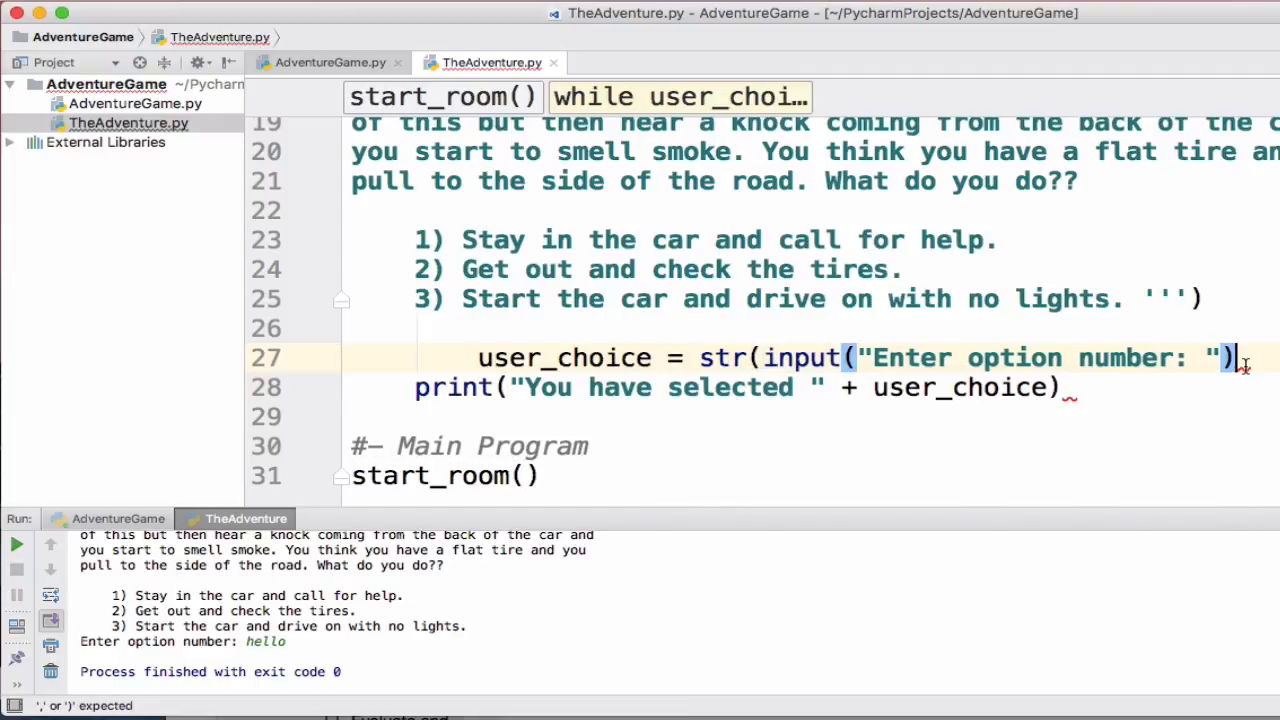 TheAdventure.py - AdventureGame - [~/PycharmProjects/AdventureGame]
AdventureGame TheAdventure.py
Project AdventureGame.py TheAdventure.py
AdventureGame ~/Pycharm
AdventureGame.py
TheAdventure.py
External Libraries
start_room() while user_choi…
19 of this but then hear a knock coming from the back of the c
20 you start to smell smoke. You think you have a flat tire an
21 pull to the side of the road. What do you do??
22
23 1) Stay in the car and call for help.
24 2) Get out and check the tires.
25 3) Start the car and drive on with no lights. ''')
26
27 user_choice = str(input("Enter option number: ")
28 print("You have selected " + user_choice)
29
30 #- Main Program
31 start_room()
Run: AdventureGame TheAdventure
of this but then hear a knock coming from the back of the car and
you start to smell smoke. You think you have a flat tire and you
pull to the side of the road. What do you do??
1) Stay in the car and call for help.
2) Get out and check the tires.
3) Start the car and drive on with no lights.
Enter option number: hello
Process finished with exit code 0
',' or ')' expected